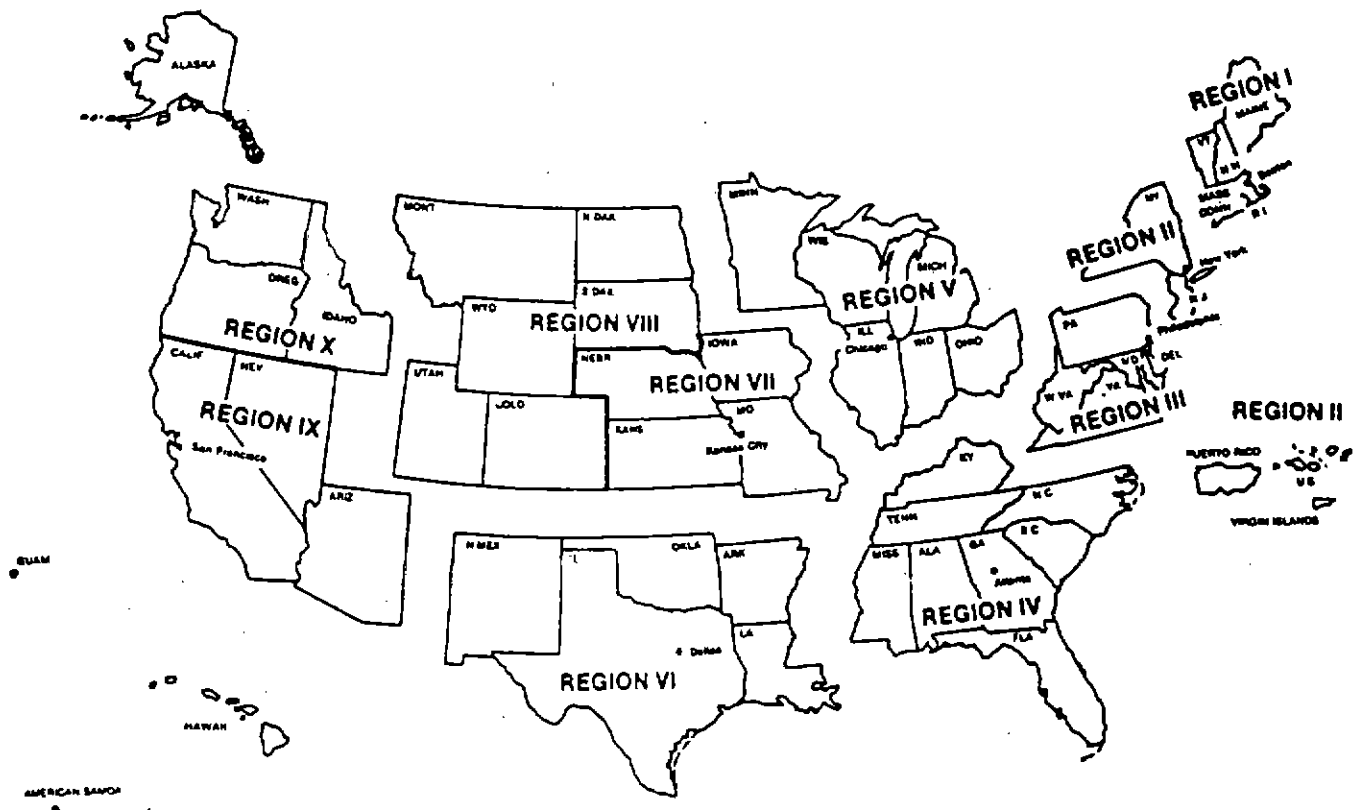 ALASKA
REGION I
MAINE
VT
N H
Boston
MASS
CONN
R I
WASH
MONT
N DAK
MINN
NY
REGION II
New York
N J
WIS
MICH
REGION V
OREG
IDAHO
REGION X
S DAK
WYO
REGION VIII
ILL
Chicago
IND
OHIO
PA
Philadelphia
MD
DEL
CALIF
NEV
UTAH
NEBR
IOWA
REGION VII
W VA
VA
REGION III
REGION II
REGION IX
COLO
MO
San Francisco
KANS
Kansas City
KY
PUERTO RICO
U S
VIRGIN ISLANDS
ARIZ
N C
TENN
S C
N MEX
OKLA
ARK
MISS
ALA
GA
Atlanta
GUAM
REGION IV
FLA
LA
Dallas
REGION VI
HAWAII
AMERICAN SAMOA